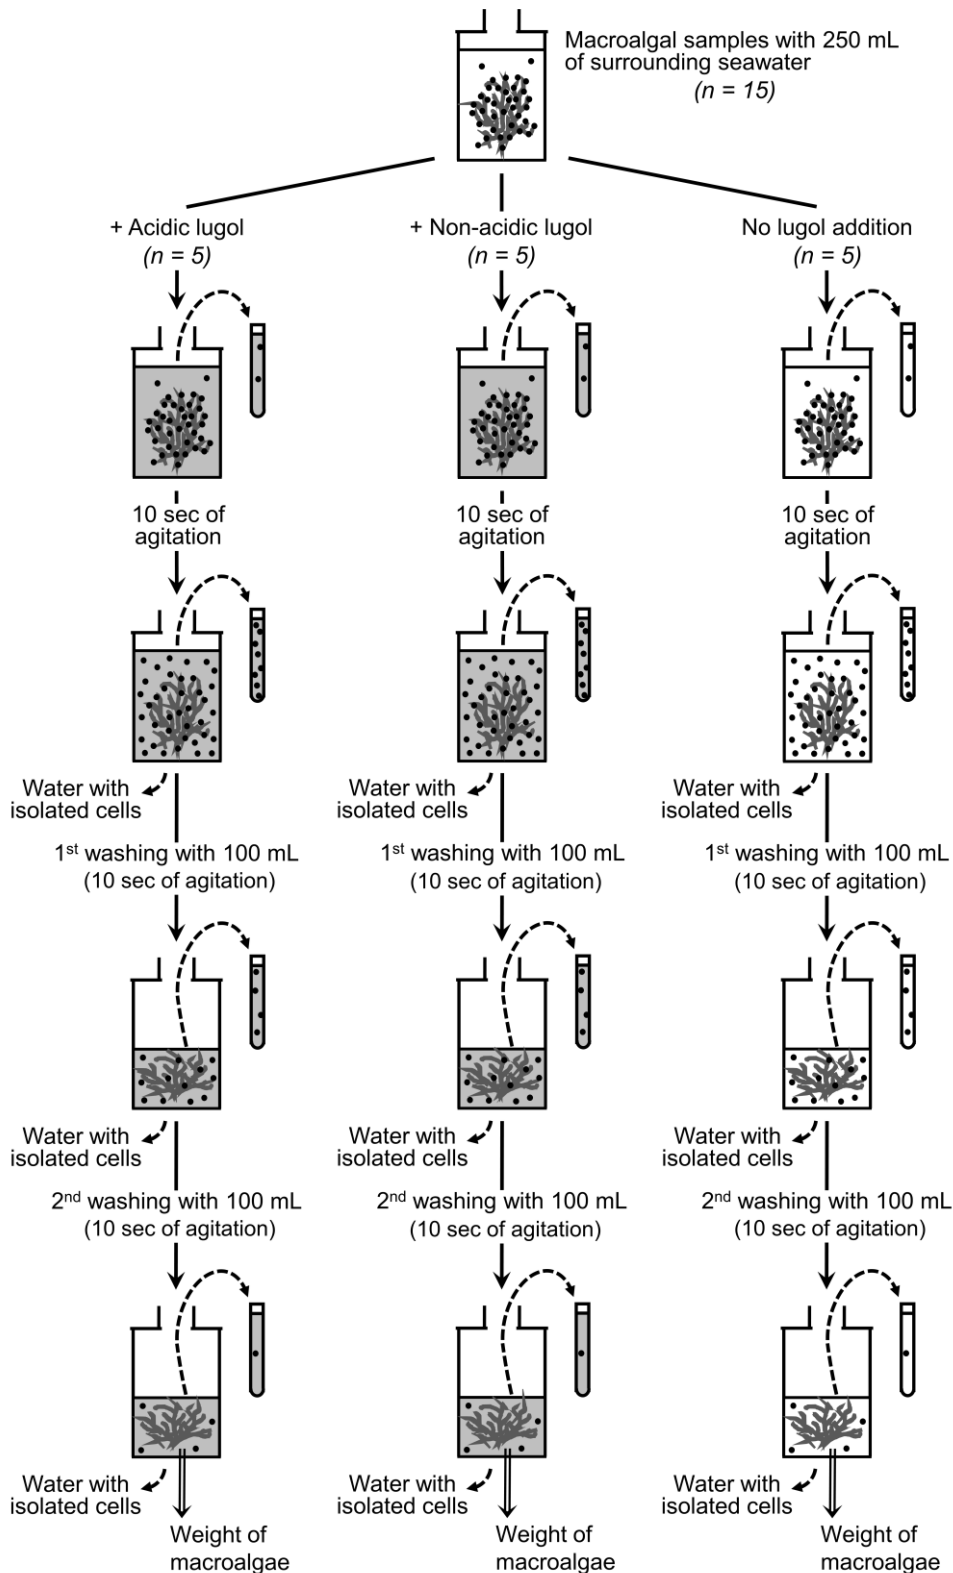 Macroalgal samples with 250 mL
of surrounding seawater
(n = 15)
+ Acidic lugol
(n = 5)
+ Non-acidic lugol
(n = 5)
No lugol addition
(n = 5)
10 sec of
agitation
10 sec of
agitation
10 sec of
agitation
Water with
isolated cells
Water with
isolated cells
Water with
isolated cells
1st washing with 100 mL
(10 sec of agitation)
1st washing with 100 mL
(10 sec of agitation)
1st washing with 100 mL
(10 sec of agitation)
Water with
isolated cells
Water with
isolated cells
Water with
isolated cells
2nd washing with 100 mL
(10 sec of agitation)
2nd washing with 100 mL
(10 sec of agitation)
2nd washing with 100 mL
(10 sec of agitation)
Water with
isolated cells
Water with
isolated cells
Water with
isolated cells
Weight of
macroalgae
Weight of
macroalgae
Weight of
macroalgae